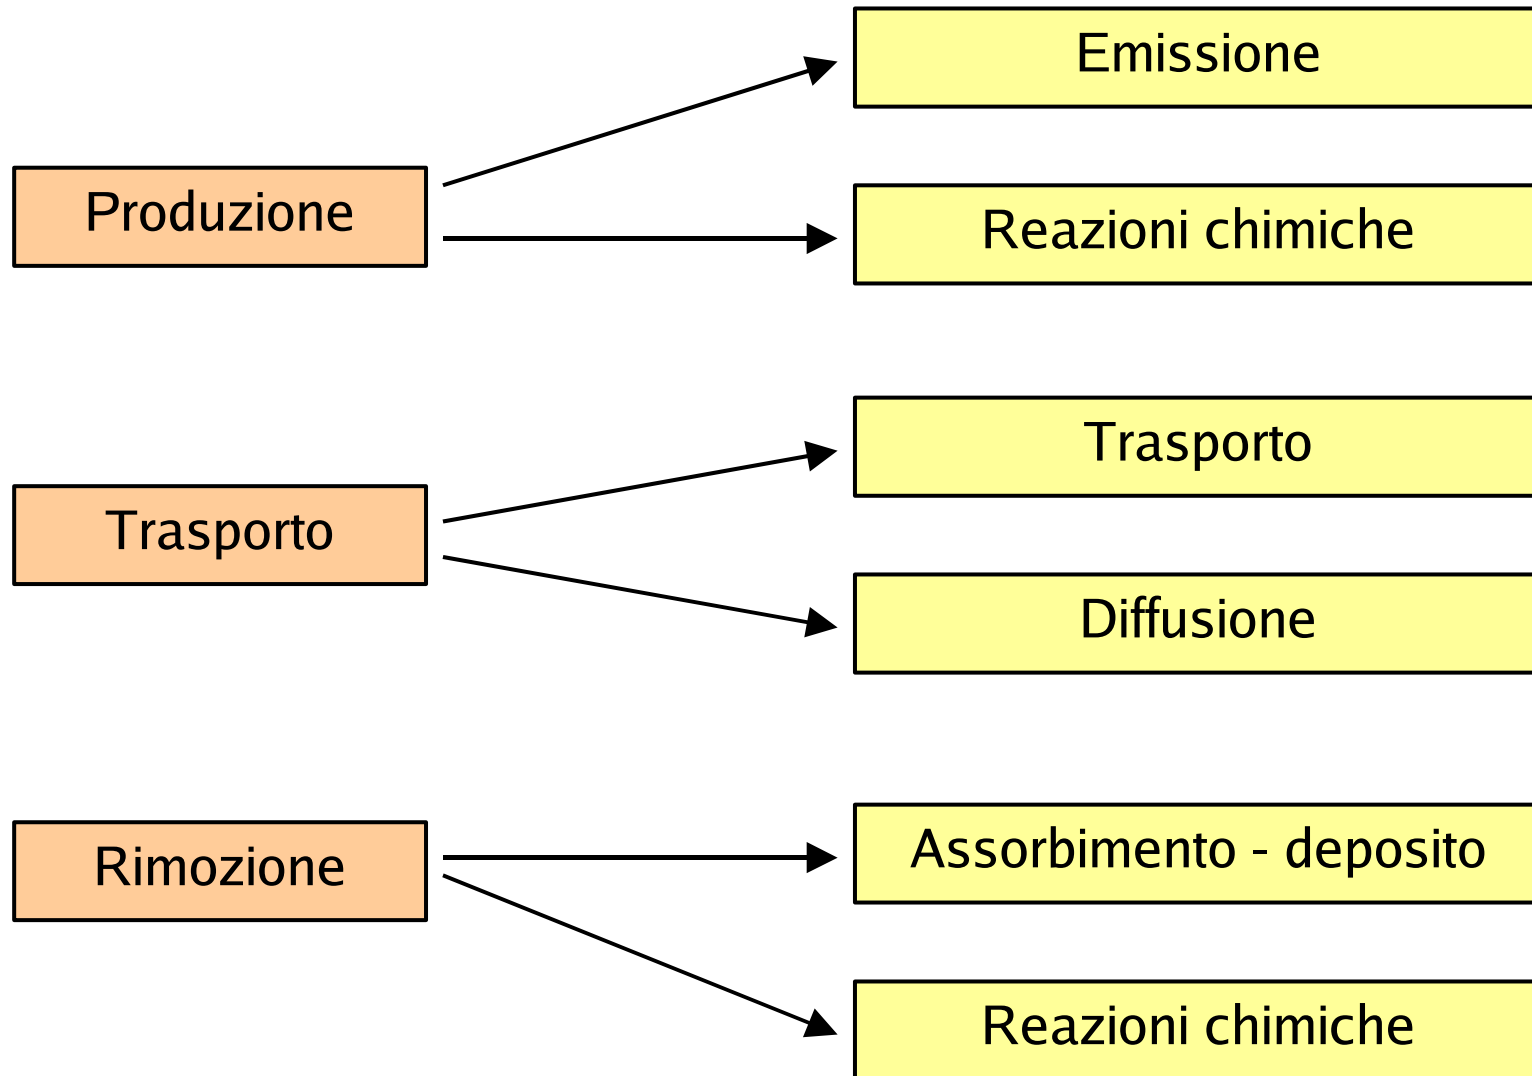 Emissione
Produzione
Reazioni chimiche
Trasporto
Trasporto
Diffusione
Rimozione
Assorbimento - deposito
Reazioni chimiche